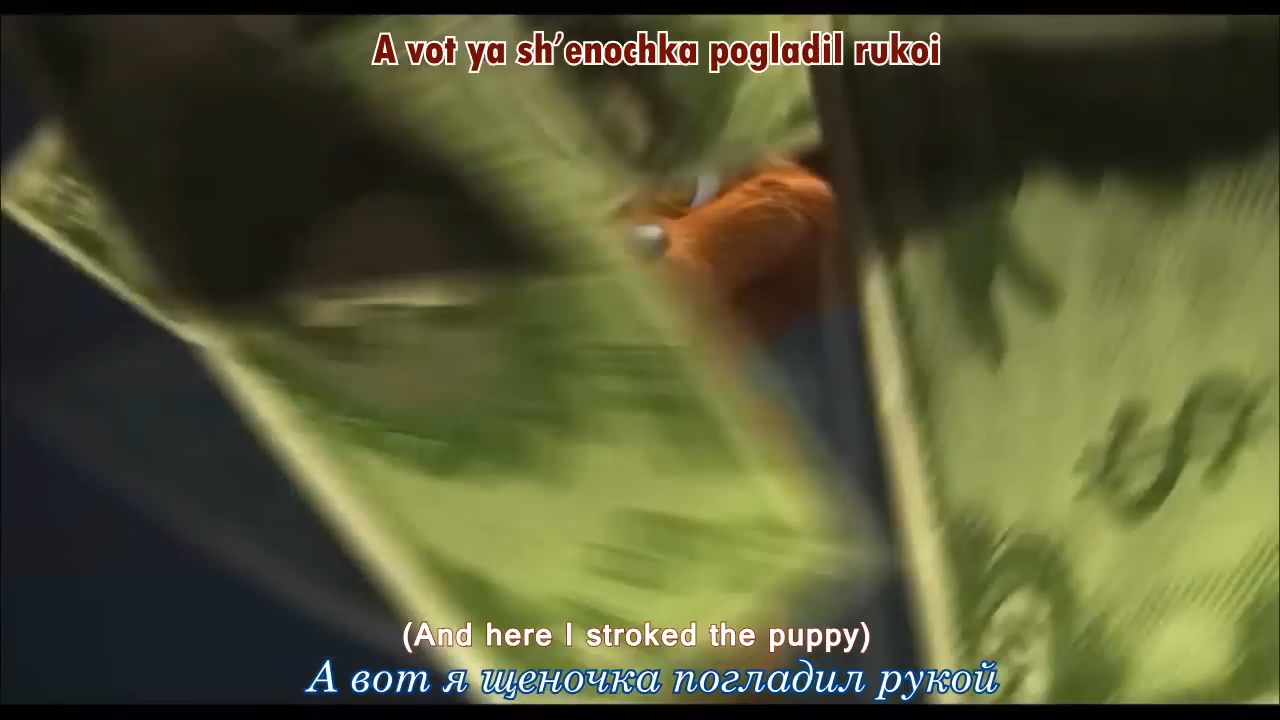 A vot ya sh'enochka pogladil rukoi
(And here I stroked the puppy)
А вот я щеночка погладил рукой